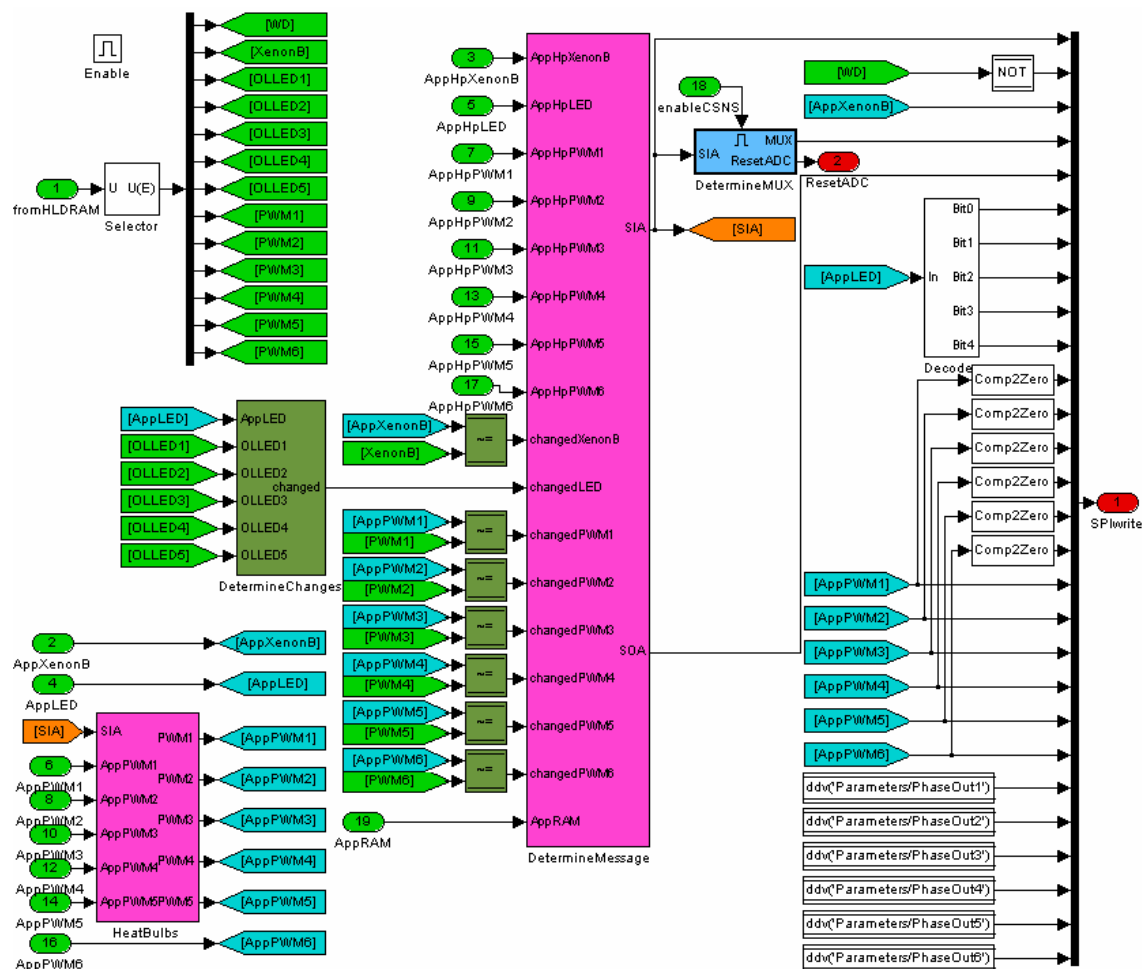 Enable
1
fromHLDRAM
U U(E)
Selector
[WD]
[XenonB]
[OLLED1]
[OLLED2]
[OLLED3]
[OLLED4]
[OLLED5]
[PWM1]
[PWM2]
[PWM3]
[PWM4]
[PWM5]
[PWM6]
[AppLED]
[OLLED1]
[OLLED2]
[OLLED3]
[OLLED4]
[OLLED5]
AppLED
OLLED1
OLLED2
changed
OLLED3
OLLED4
OLLED5
DetermineChanges
2
AppXenonB
[AppXenonB]
4
AppLED
[AppLED]
[SIA]
6
AppPWM1
8
AppPWM2
10
AppPWM3
12
AppPWM4
14
AppPWM5
16
AppPWM6
SIA
PWM1
AppPWM1
PWM2
AppPWM2
PWM3
AppPWM3
PWM4
AppPWM4
AppPWM5PWM5
HeatBulbs
[AppPWM1]
[AppPWM2]
[AppPWM3]
[AppPWM4]
[AppPWM5]
[AppPWM6]
3
AppHpXenonB
5
AppHpLED
7
AppHpPWM1
9
AppHpPWM2
11
AppHpPWM3
13
AppHpPWM4
15
AppHpPWM5
17
AppHpPWM6
[AppXenonB]
[XenonB]
~=
[AppPWM1]
[PWM1]
~=
[AppPWM2]
[PWM2]
~=
[AppPWM3]
[PWM3]
~=
[AppPWM4]
[PWM4]
~=
[AppPWM5]
[PWM5]
~=
[AppPWM6]
[PWM6]
~=
19
AppRAM
AppHpXenonB
AppHpLED
AppHpPWM1
AppHpPWM2
SIA
AppHpPWM3
AppHpPWM4
AppHpPWM5
AppHpPWM6
changedXenonB
changedLED
changedPWM1
changedPWM2
changedPWM3
SOA
changedPWM4
changedPWM5
changedPWM6
AppRAM
DetermineMessage
18
enableCSNS
MUX
SIA
ResetADC
DetermineMUX
2
ResetADC
[SIA]
[WD]
NOT
[AppXenonB]
[AppLED]
Bit0
Bit1
In Bit2
Bit3
Bit4
Decode
Comp2Zero
Comp2Zero
Comp2Zero
Comp2Zero
Comp2Zero
Comp2Zero
[AppPWM1]
[AppPWM2]
[AppPWM3]
[AppPWM4]
[AppPWM5]
[AppPWM6]
ddv('Parameters/PhaseOut1')
ddv('Parameters/PhaseOut2')
ddv('Parameters/PhaseOut3')
ddv('Parameters/PhaseOut4')
ddv('Parameters/PhaseOut5')
ddv('Parameters/PhaseOut6')
1
SPIwrite